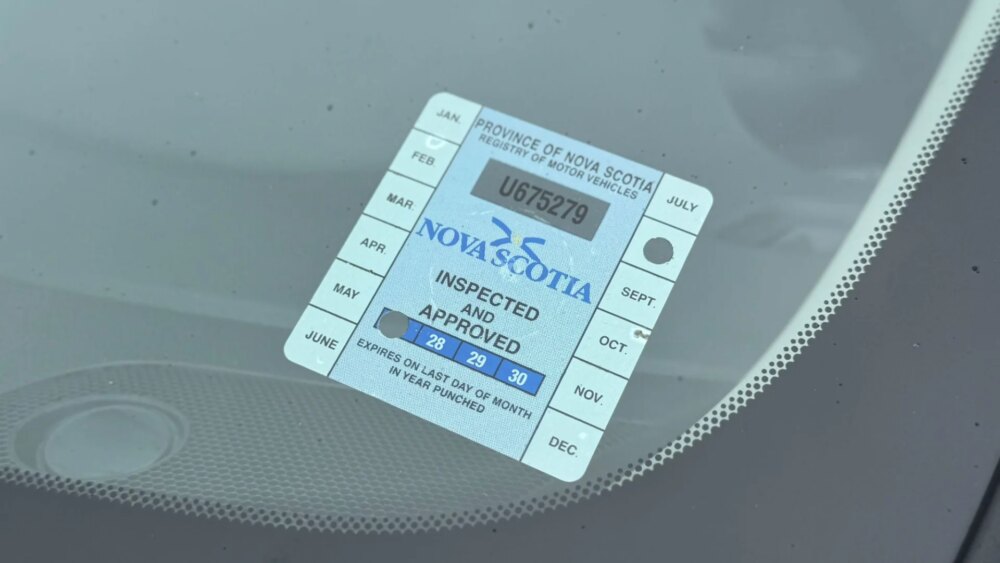 PROVINCE OF NOVA SCOTIA
REGISTRY OF MOTOR VEHICLES
U675279
NOVA SCOTIA
INSPECTED
AND
APPROVED
28 29 30
EXPIRES ON LAST DAY OF MONTH
IN YEAR PUNCHED
JAN.
FEB
MAR.
APR.
MAY
JUNE
JULY
SEPT.
OCT.
NOV.
DEC.